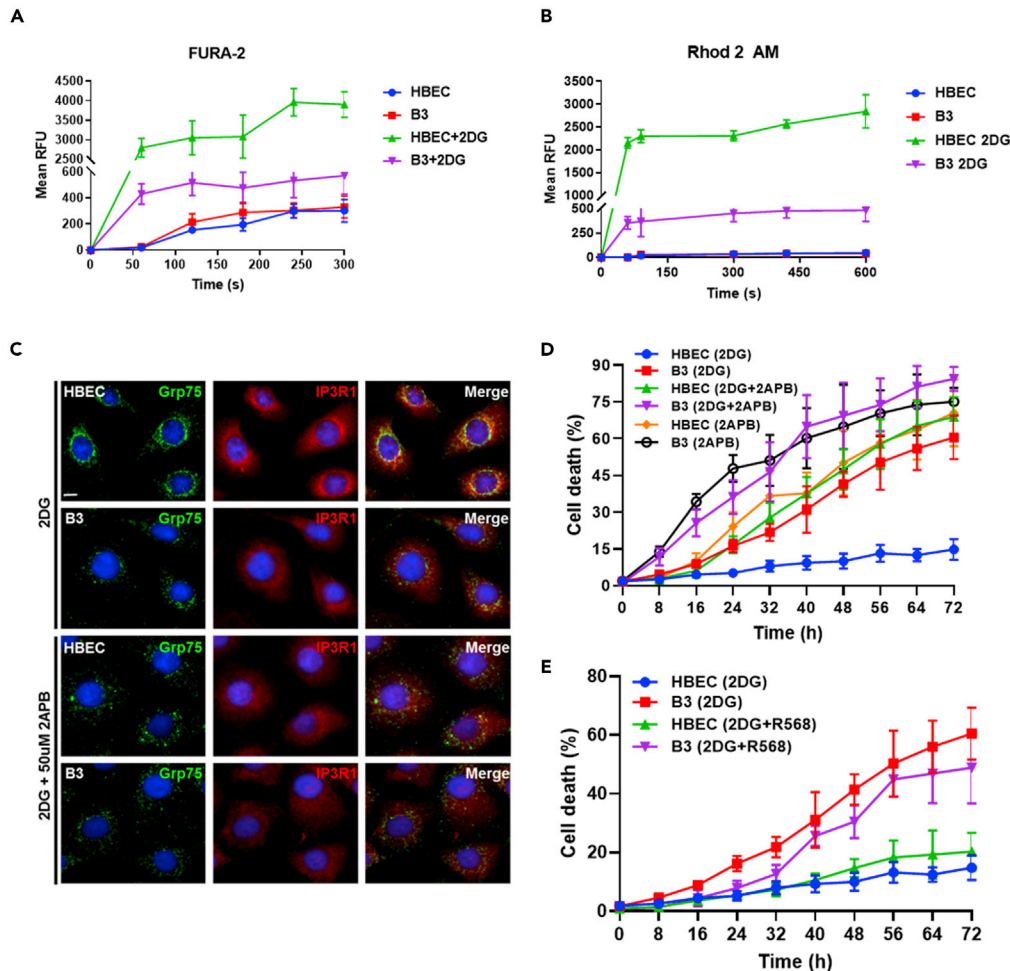 A
FURA-2
Mean RFU
4500
4000
3500
3000
2500
600
400
200
0
0 50 100 150 200 250 300
Time (s)
HBEC
B3
HBEC+2DG
B3+2DG
B
Rhod 2 AM
Mean RFU
3500
3000
2500
2000
1500
1000
500
250
0
0 150 300 450 600
Time (s)
HBEC
B3
HBEC 2DG
B3 2DG
C
2DG
2DG + 50uM 2APB
HBEC Grp75 IP3R1 Merge
B3 Grp75 IP3R1 Merge
HBEC Grp75 IP3R1 Merge
B3 Grp75 IP3R1 Merge
D
HBEC (2DG)
B3 (2DG)
HBEC (2DG+2APB)
B3 (2DG+2APB)
HBEC (2APB)
B3 (2APB)
Cell death (%)
90
75
60
45
30
15
0
0 8 16 24 32 40 48 56 64 72
Time (h)
E
HBEC (2DG)
B3 (2DG)
HBEC (2DG+R568)
B3 (2DG+R568)
Cell death (%)
80
60
40
20
0
0 8 16 24 32 40 48 56 64 72
Time (h)